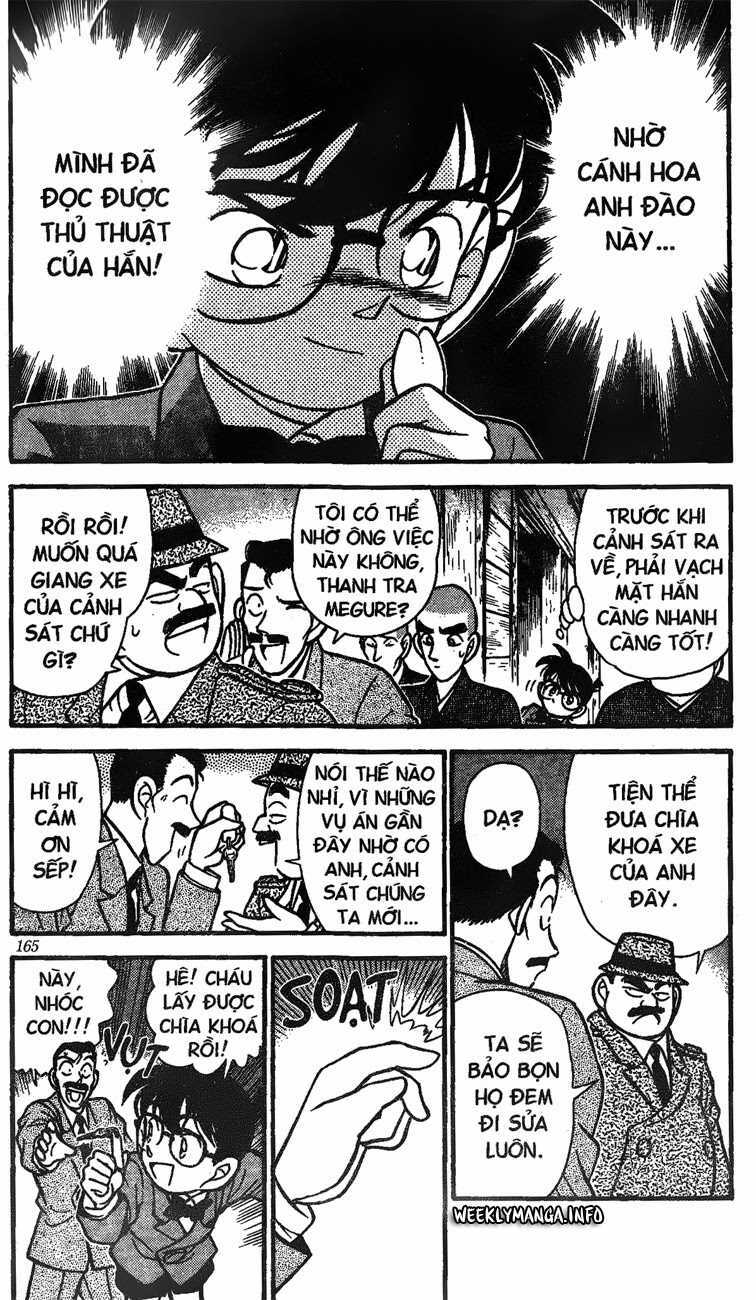 NHỜ
CÁNH HOA
ANH ĐÀO
NÀY...
MÌNH ĐÃ
ĐỌC ĐƯỢC
THỦ THUẬT
CỦA HẮN!
TRƯỚC KHI
CẢNH SÁT RA
VỀ, PHẢI VẠCH
MẶT HẮN
CÀNG NHANH
CÀNG TỐT!
TÔI CÓ THỂ
NHỜ ÔNG VIỆC
NÀY KHÔNG,
THANH TRA
MEGURE?
RỒI RỒI!
MUỐN QUÁ
GIANG XE
CỦA CẢNH
SÁT CHỨ
GÌ?
TIỆN THỂ
ĐƯA CHÌA
KHOÁ XE
CỦA ANH
ĐÂY.
DẠ?
TA SẼ
BẢO BỌN
HỌ ĐEM
ĐI SỬA
LUÔN.
NÓI THẾ NÀO
NHỈ, VÌ NHỮNG
VỤ ÁN GẦN
ĐÂY NHỜ CÓ
ANH, CẢNH
SÁT CHÚNG
TA MỚI...
HÌ HÌ,
CẢM
ƠN
SẾP!
165
SOẠT
HÊ! CHÁU
LẤY ĐƯỢC
CHÌA KHOÁ
RỒI!
VỤT
NÀY,
NHÓC
CON!!!
WEEKLYMANGA.INFO